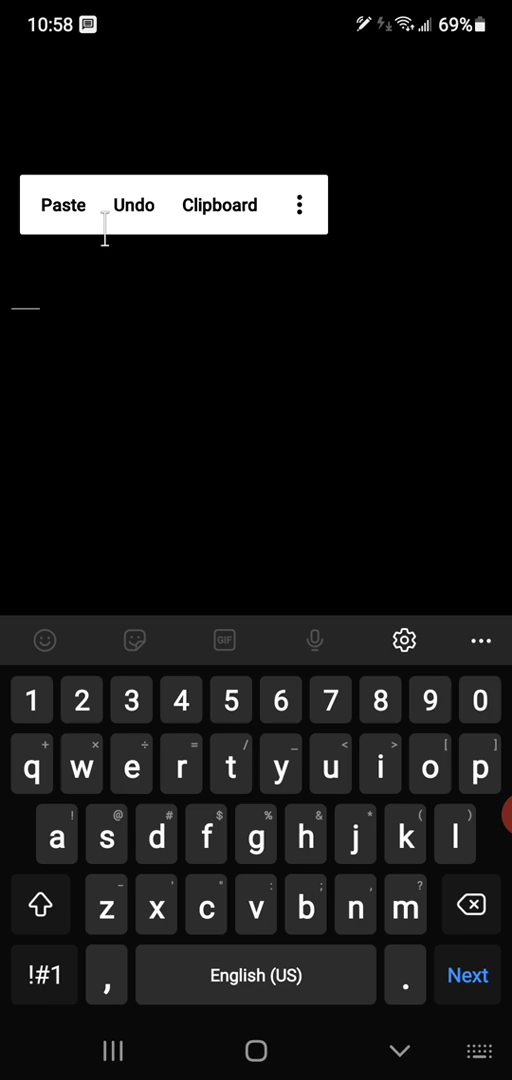 10:58 69%
Paste Undo Clipboard
GIF
1 2 3 4 5 6 7 8 9 0
+ × ÷ = / _ < > [ ]
q w e r t y u i o p
! @ # $ % & * ( )
a s d f g h j k l
- ' " : ; , ?
z x c v b n m
!#1 , English (US) . Next